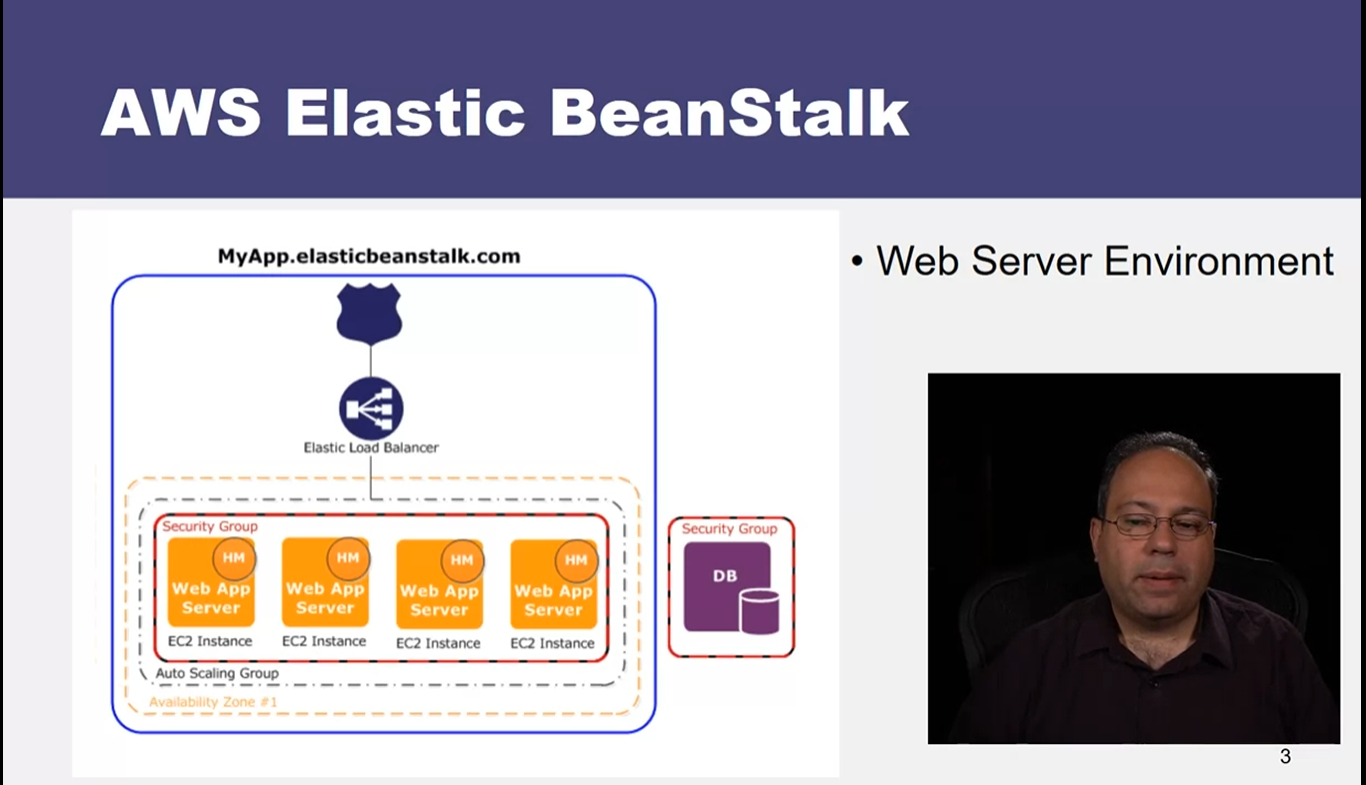 AWS Elastic BeanStalk
MyApp.elasticbeanstalk.com
Elastic Load Balancer
Security Group
HM
Web App
Server
EC2 Instance
HM
Web App
Server
EC2 Instance
HM
Web App
Server
EC2 Instance
HM
Web App
Server
EC2 Instance
Auto Scaling Group
Availability Zone #1
Security Group
DB
• Web Server Environment
3